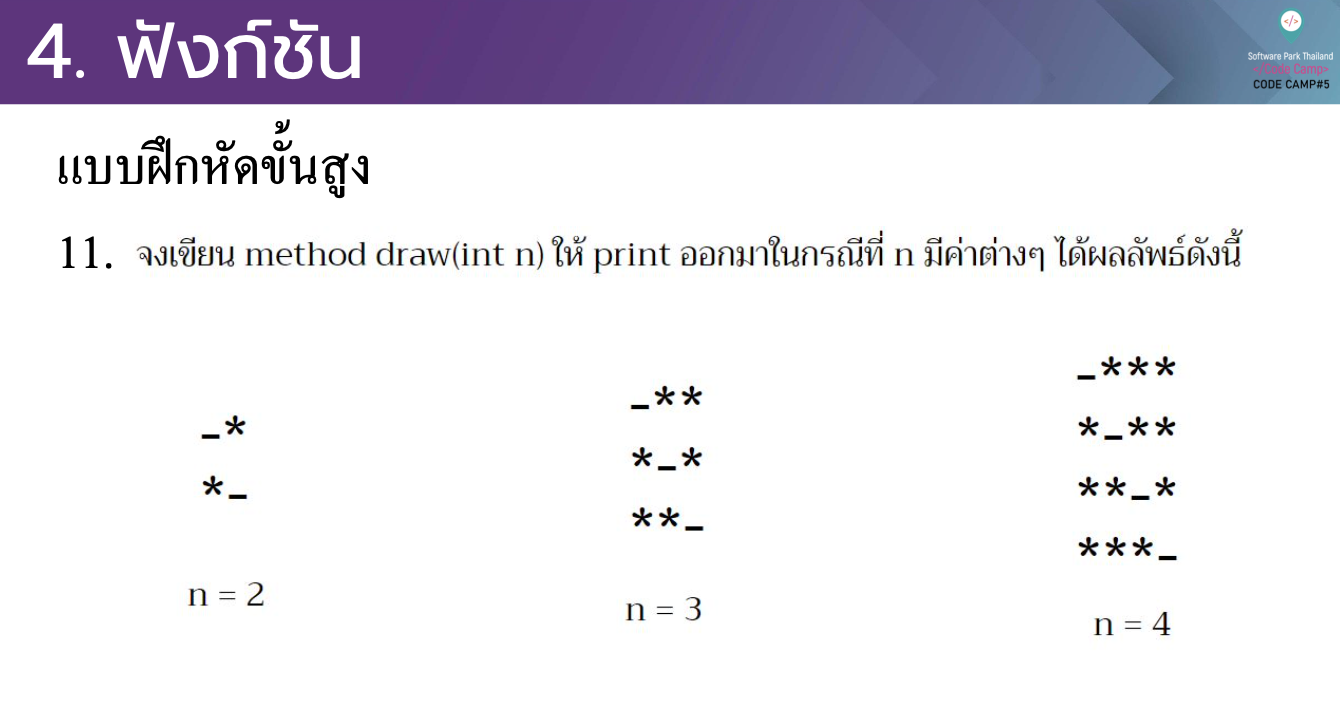 4. ฟังก์ชัน
</>
Software Park Thailand
</Code Camp>
CODE CAMP#5
แบบฝึกหัดขั้นสูง
11. จงเขียน method draw(int n) ให้ print ออกมาในกรณีที่ n มีค่าต่างๆ ได้ผลลัพธ์ดังนี้
_*
*_
n = 2
_**
*_*
**_
n = 3
_***
*_**
**_*
***_
n = 4